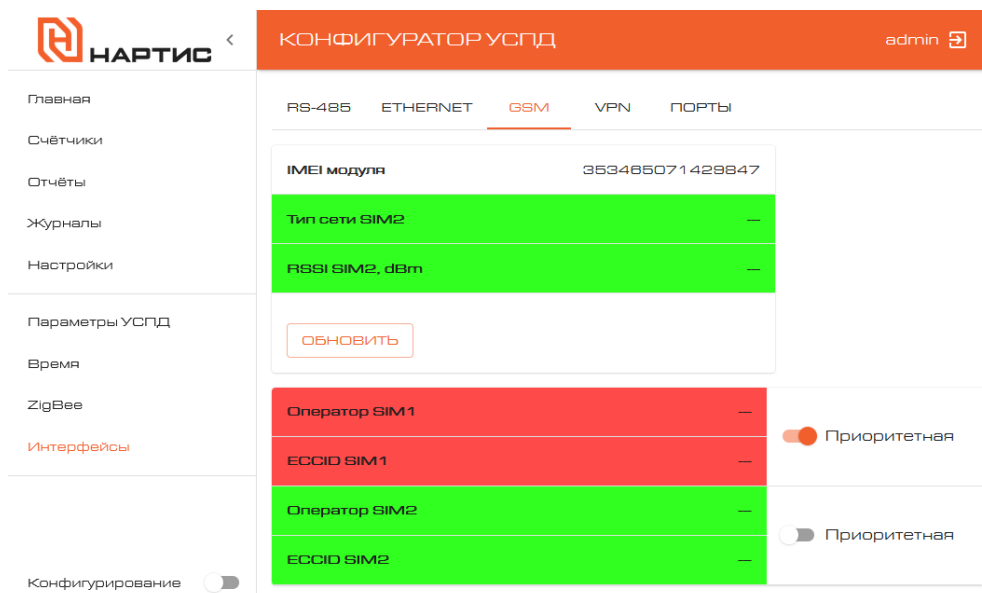 НАРТИС
КОНФИГУРАТОР УСПД
admin
Главная
Счётчики
Отчёты
Журналы
Настройки
Параметры УСПД
Время
ZigBee
Интерфейсы
Конфигурирование
RS-485 ETHERNET GSM VPN ПОРТЫ
IMEI модуля 353465071429847
Тип сети SIM2 —
RSSI SIM2, dBm —
ОБНОВИТЬ
Оператор SIM1 —
ECCID SIM1 —
Приоритетная
Оператор SIM2 —
ECCID SIM2 —
Приоритетная